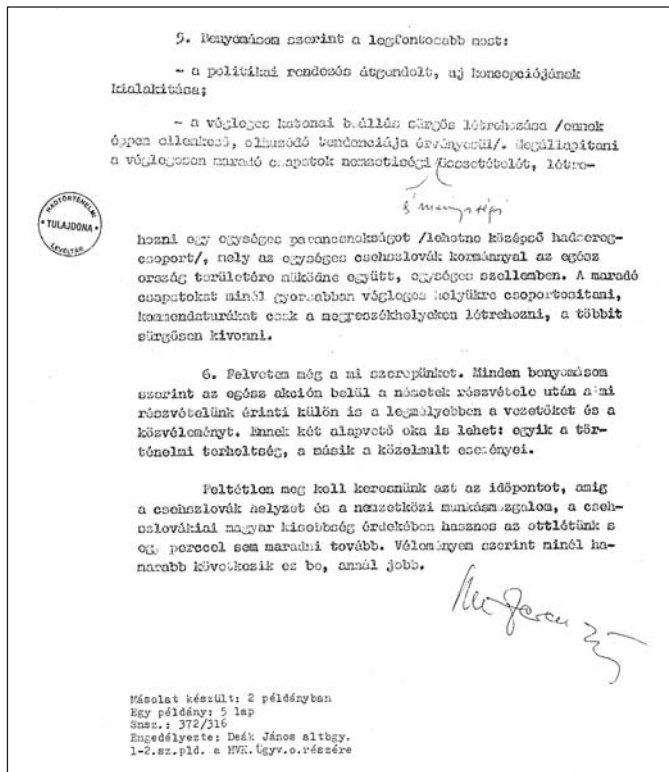 5. Benyomásom szerint a legfontosabb most:
- a politikai rendezés átgondolt, uj koncepciójának
kialakitása;
- a végleges katonai beállás sürgős létrehozása /ennek
éppen ellenkező, elhuzódó tendenciája érvényesül/. Megállapitani
a véglegesen maradó csapatok nemzetiségi/összetételét, létre-
HADTÖRTÉNELMI
* TULAJDONA *
LEVÉLTÁR
hozni egy egységes parancsnokságot /lehetne középső hadsereg-
csoport/, mely az egységes csehszlovák kormánnyal az egész
ország területére működne együtt, egységes szellemben. A maradó
csapatokat minél gyorsabban végleges helyükre csoportositani,
kommendaturákat csak a megyeszékhelyeken létrehozni, a többit
sürgősen kivonni.
6. Felvetem még a mi szerepünket. Minden benyomásom
szerint az egész akción belül a németek részvétele után a mi
részvételünk érinti külön is a legmélyebben a vezetőket és a
közvéleményt. Ennek két alapvető oka is lehet: egyik a tör-
ténelmi terheltség, a másik a közelmult eseményei.
Feltétlen meg kell keresnünk azt az időpontot, amig
a csehszlovák helyzet és a nemzetközi munkásmozgalom, a cseh-
szlovákiai magyar kisebbség érdekében hasznos az ottlétünk s
egy perccel sem maradni tovább. Véleményem szerint minél ha-
marabb következik ez be, annál jobb.
Másolat készült: 2 példányban
Egy példány: 5 lap
Snsz.: 372/316
Engedélyezte: Deák János altbgy.
1-2.sz.pld. a HVK.Ügyv.o.részére